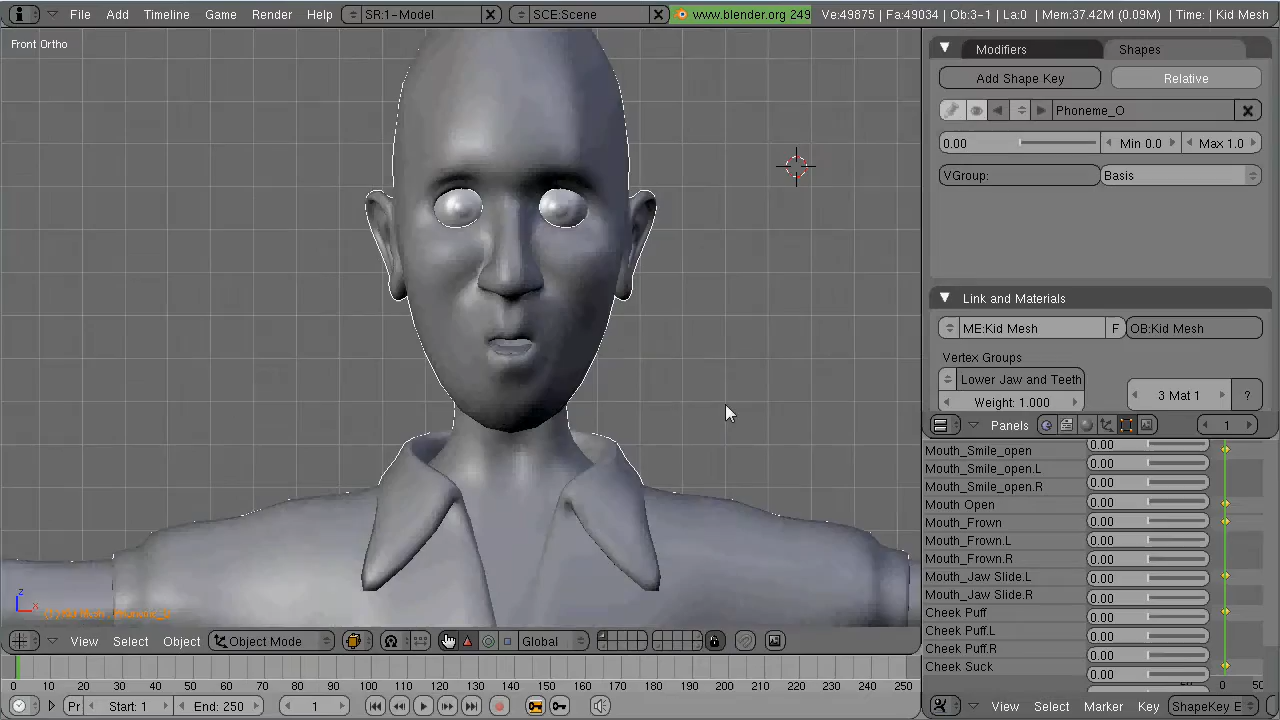 File Add Timeline Game Render Help SR:1-Model SCE:Scene www.blender.org 249 Ve:49875 | Fa:49034 | Ob:3-1 | La:0 | Mem:37.42M (0.09M) | Time: | Kid Mesh
Front Ortho
Modifiers Shapes
Add Shape Key Relative
Phoneme_O
0.00 Min 0.0 Max 1.0
VGroup: Basis
Link and Materials
ME:Kid Mesh F OB:Kid Mesh
Vertex Groups
Lower Jaw and Teeth
Weight: 1.000 3 Mat 1 ?
Panels 1
Mouth_Smile_open 0.00
Mouth_Smile_open.L 0.00
Mouth_Smile_open.R 0.00
Mouth Open 0.00
Mouth_Frown 0.00
Mouth_Frown.L 0.00
Mouth_Frown.R 0.00
Mouth_Jaw Slide.L 0.00
Mouth_Jaw Slide.R 0.00
Cheek Puff 0.00
Cheek Puff.L 0.00
Cheek Puff.R 0.00
Cheek Suck 0.00
0 50
z
x
View Select Object Object Mode Global
0 10 20 30 40 50 60 70 80 90 100 110 120 130 140 150 160 170 180 190 200 210 220 230 240 250
Pr Start: 1 End: 250 1
View Select Marker Key ShapeKey E